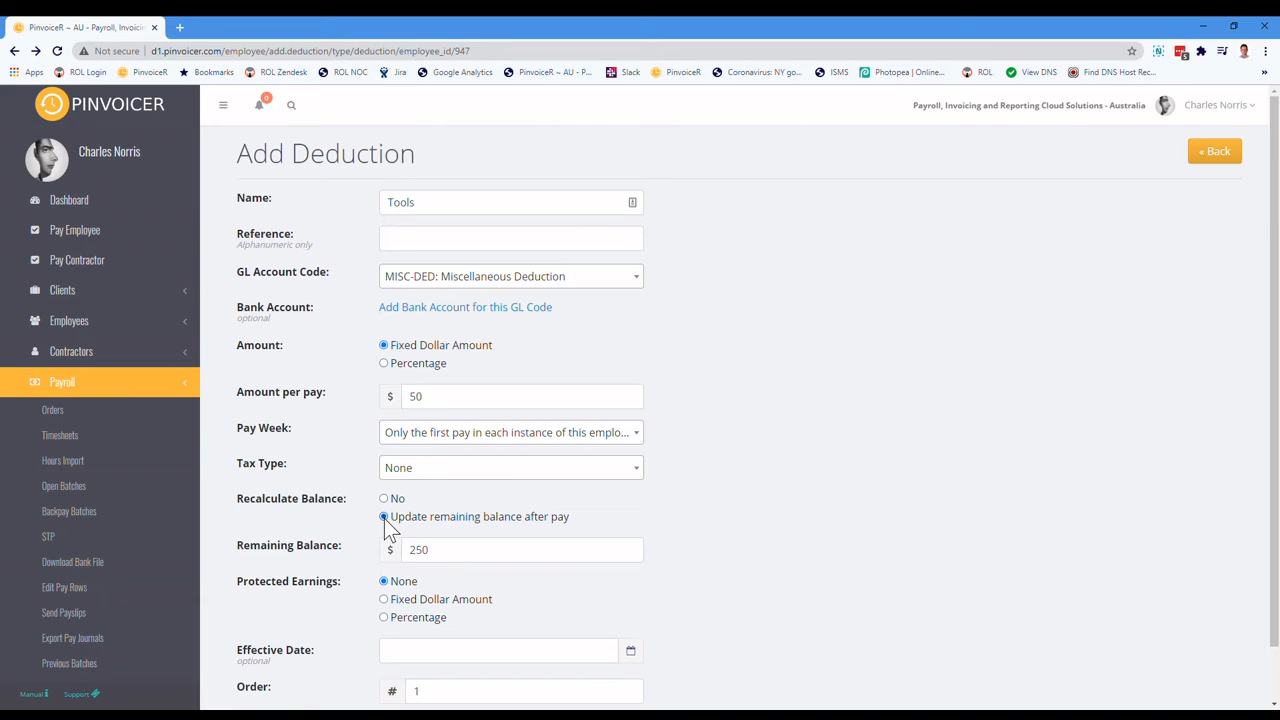 PinvoiceR ~ AU - Payroll, Invoicin
Not secure
d1.pinvoicer.com/employee/add.deduction/type/deduction/employee_id/947
5
Apps
ROL Login
PinvoiceR
Bookmarks
ROL Zendesk
ROL NOC
Jira
Google Analytics
PinvoiceR ~ AU - P...
Slack
PinvoiceR
Coronavirus: NY go...
ISMS
Photopea | Online...
ROL
View DNS
Find DNS Host Rec...
»
PINVOICER
0
Payroll, Invoicing and Reporting Cloud Solutions - Australia
Charles Norris
Charles Norris
Dashboard
Pay Employee
Pay Contractor
Clients
Employees
Contractors
Payroll
Orders
Timesheets
Hours Import
Open Batches
Backpay Batches
STP
Download Bank File
Edit Pay Rows
Send Payslips
Export Pay Journals
Previous Batches
Manual
Support
Add Deduction
« Back
Name:
Tools
Reference:
Alphanumeric only
GL Account Code:
MISC-DED: Miscellaneous Deduction
Bank Account:
optional
Add Bank Account for this GL Code
Amount:
Fixed Dollar Amount
Percentage
Amount per pay:
$ 50
Pay Week:
Only the first pay in each instance of this emplo...
Tax Type:
None
Recalculate Balance:
No
Update remaining balance after pay
Remaining Balance:
$ 250
Protected Earnings:
None
Fixed Dollar Amount
Percentage
Effective Date:
optional
Order:
# 1